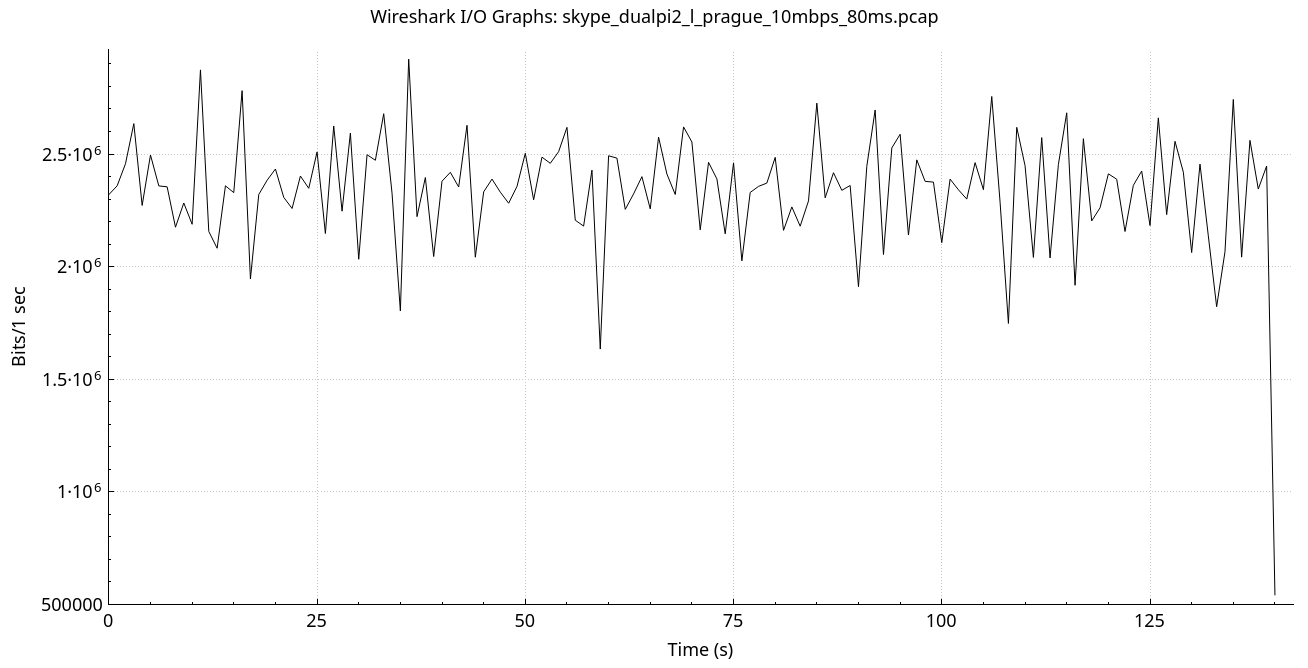 Wireshark I/O Graphs: skype_dualpi2_l_prague_10mbps_80ms.pcap
2.5·10⁶
2·10⁶
1.5·10⁶
1·10⁶
500000
Bits/1 sec
0 25 50 75 100 125
Time (s)